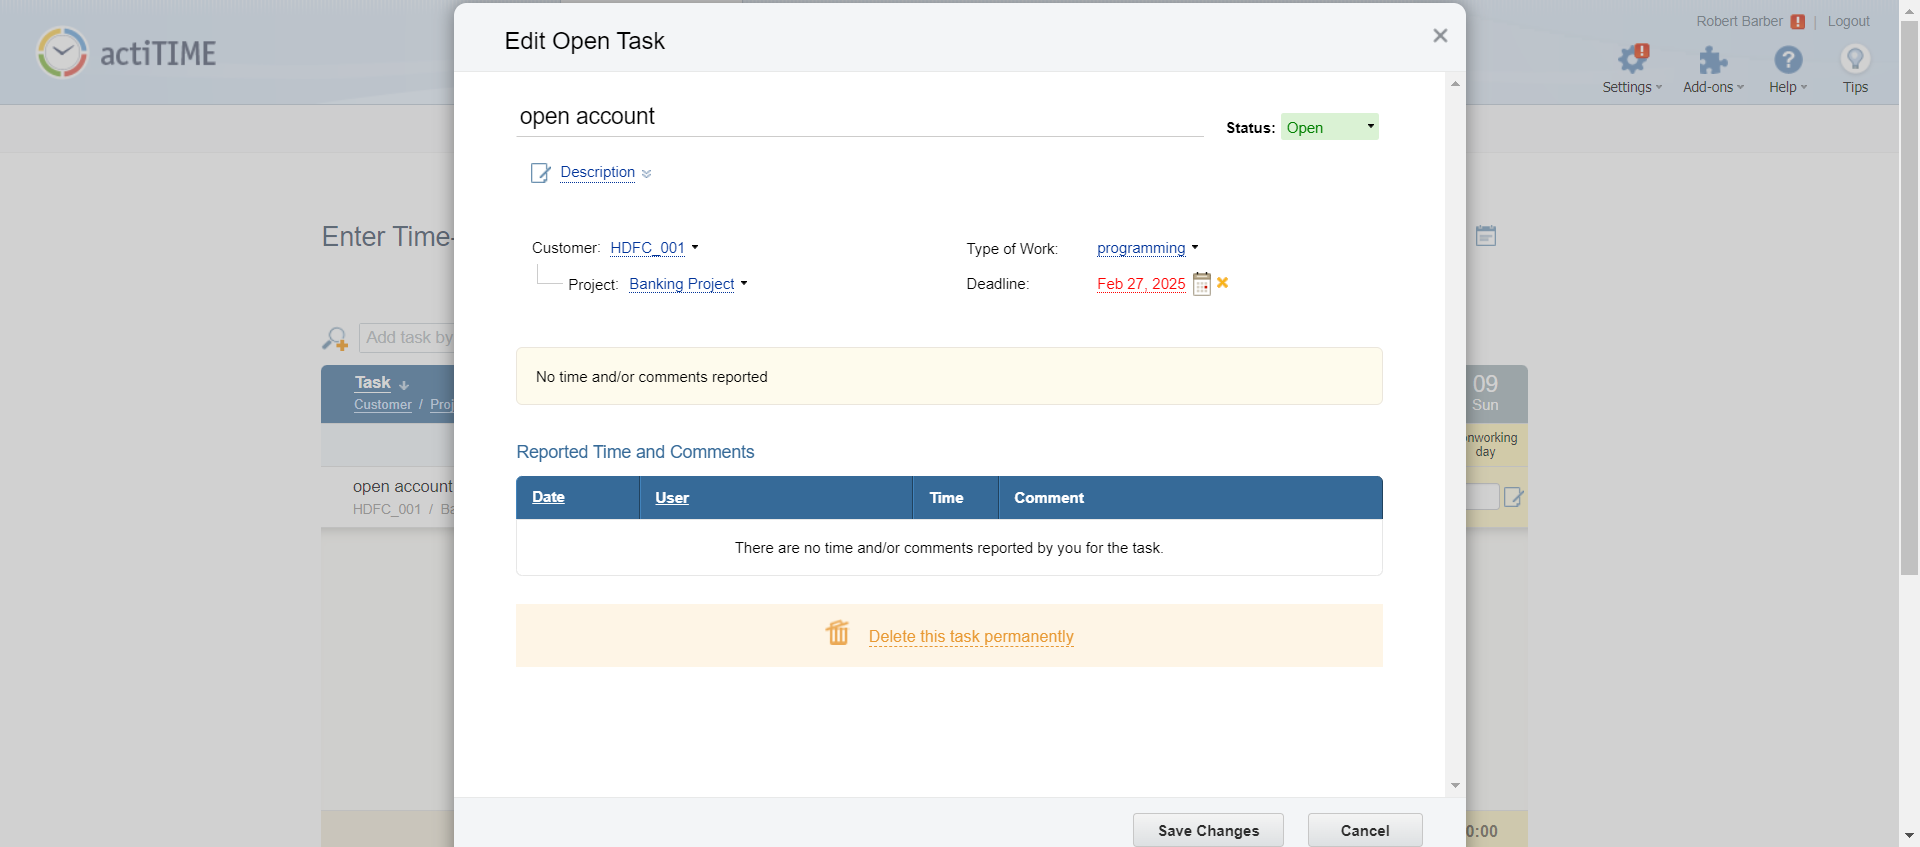 Robert Barber ! | Logout
actiTIME
Settings Add-ons Help Tips
Edit Open Task
open account
Status: Open
Description
Enter Time-
Customer: HDFC_001
Type of Work: programming
Project: Banking Project
Deadline: Feb 27, 2025
Add task by
No time and/or comments reported
Task
Customer / Proj
09
Sun
nworking
day
Reported Time and Comments
open account
HDFC_001 / Ba
Date User Time Comment
There are no time and/or comments reported by you for the task.
Delete this task permanently
Save Changes Cancel
0:00